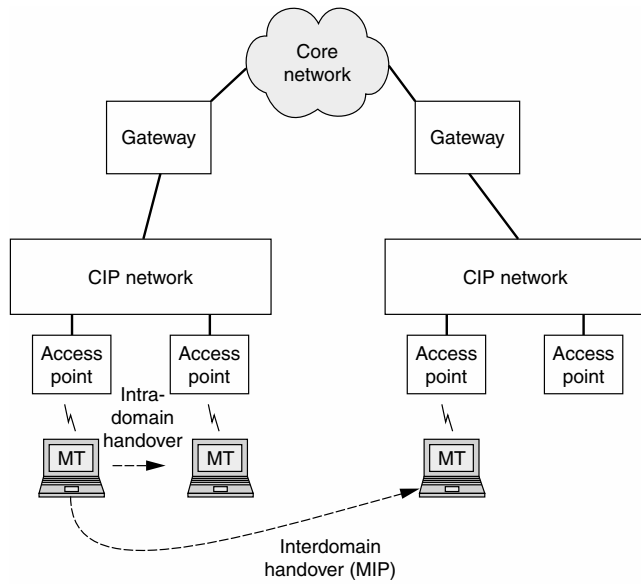 Core
network
Gateway
Gateway
CIP network
CIP network
Access
point
Access
point
Access
point
Access
point
Intra-
domain
handover
MT
MT
MT
Interdomain
handover (MIP)